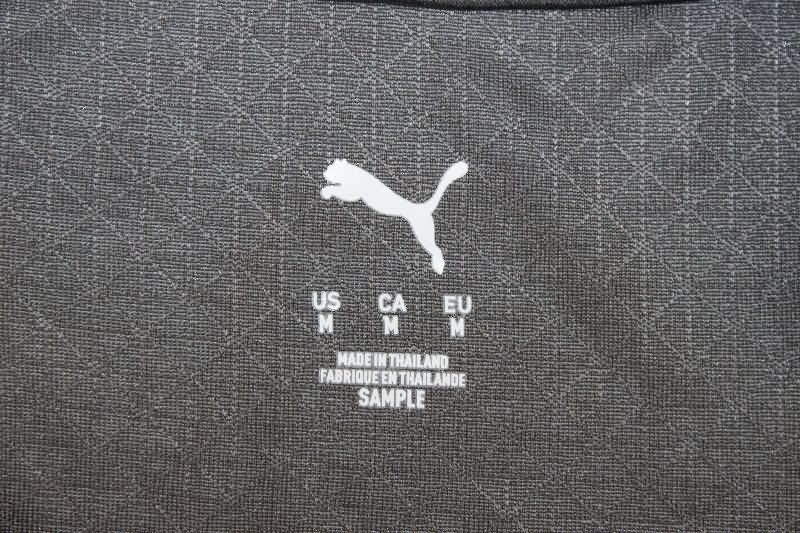 US CA EU
M M M
MADE IN THAILAND
FABRIQUE EN THAILANDE
SAMPLE